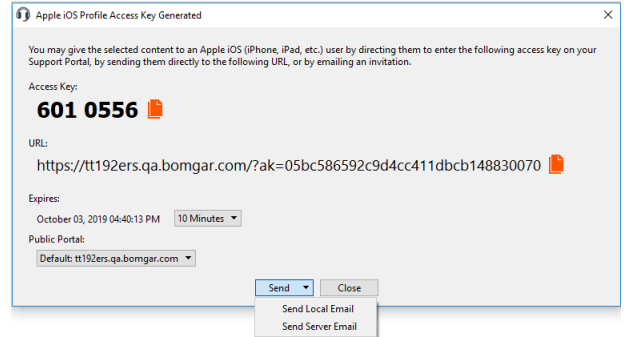 Apple iOS Profile Access Key Generated
You may give the selected content to an Apple iOS (iPhone, iPad, etc.) user by directing them to enter the following access key on your
Support Portal, by sending them directly to the following URL, or by emailing an invitation.
Access Key:
601 0556
URL:
https://tt192ers.qa.bomgar.com/?ak=05bc586592c9d4cc411dbcb148830070
Expires:
October 03, 2019 04:40:13 PM 10 Minutes
Public Portal:
Default: tt192ers.qa.bomgar.com
Send Close
Send Local Email
Send Server Email